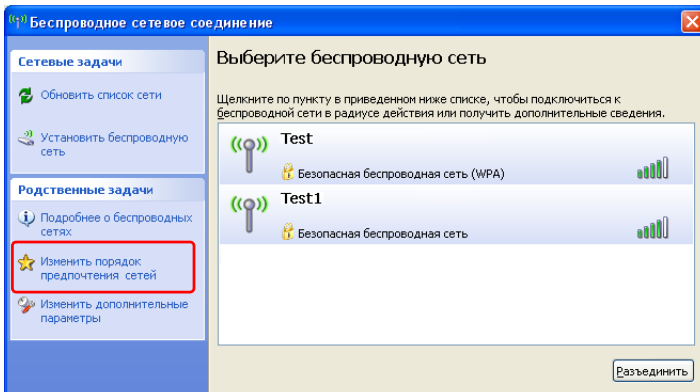 Беспроводное сетевое соединение
Сетевые задачи
Обновить список сети
Установить беспроводную
сеть
Родственные задачи
Подробнее о беспроводных
сетях
Изменить порядок
предпочтения сетей
Изменить дополнительные
параметры
Выберите беспроводную сеть
Щелкните по пункту в приведенном ниже списке, чтобы подключиться к
беспроводной сети в радиусе действия или получить дополнительные сведения.
Test
Безопасная беспроводная сеть (WPA)
Test1
Безопасная беспроводная сеть
Разъединить